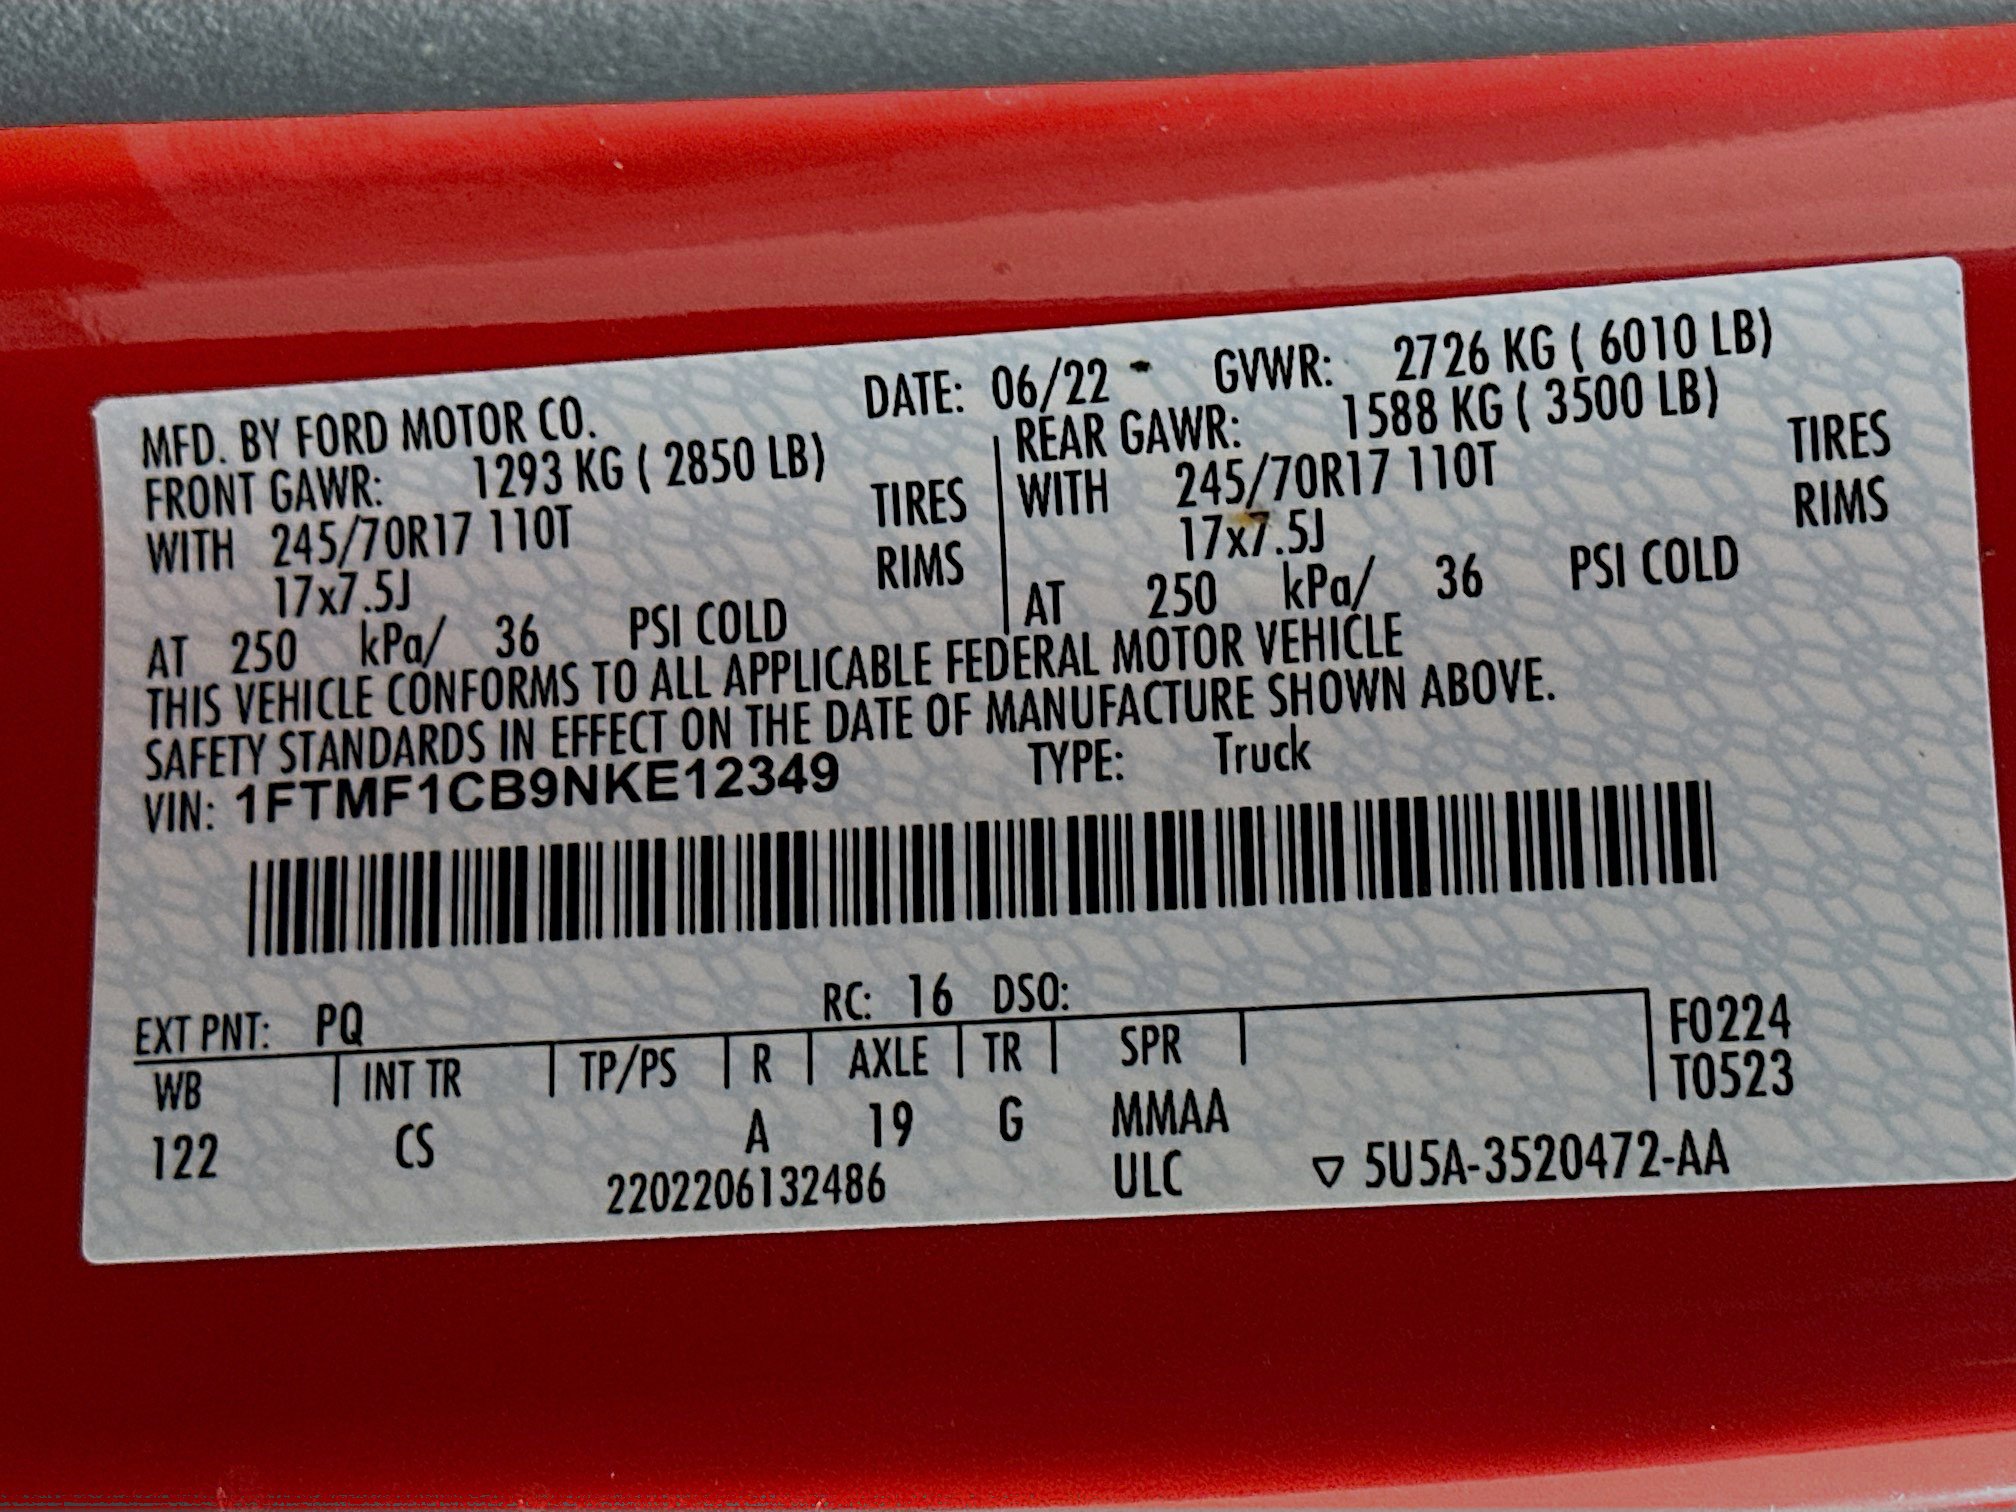 MFD. BY FORD MOTOR CO. DATE: 06/22 GVWR: 2726 KG ( 6010 LB)
FRONT GAWR: 1293 KG ( 2850 LB) REAR GAWR: 1588 KG ( 3500 LB)
WITH 245/70R17 110T TIRES WITH 245/70R17 110T TIRES
17x7.5J RIMS 17x7.5J RIMS
AT 250 kPa/ 36 PSI COLD AT 250 kPa/ 36 PSI COLD
THIS VEHICLE CONFORMS TO ALL APPLICABLE FEDERAL MOTOR VEHICLE
SAFETY STANDARDS IN EFFECT ON THE DATE OF MANUFACTURE SHOWN ABOVE.
VIN: 1FTMF1CB9NKE12349 TYPE: Truck
EXT PNT: PQ RC: 16 DSO:
WB INT TR TP/PS R AXLE TR SPR F0224
T0523
122 CS A 19 G MMAA
2202206132486 ULC ▽ 5U5A-3520472-AA